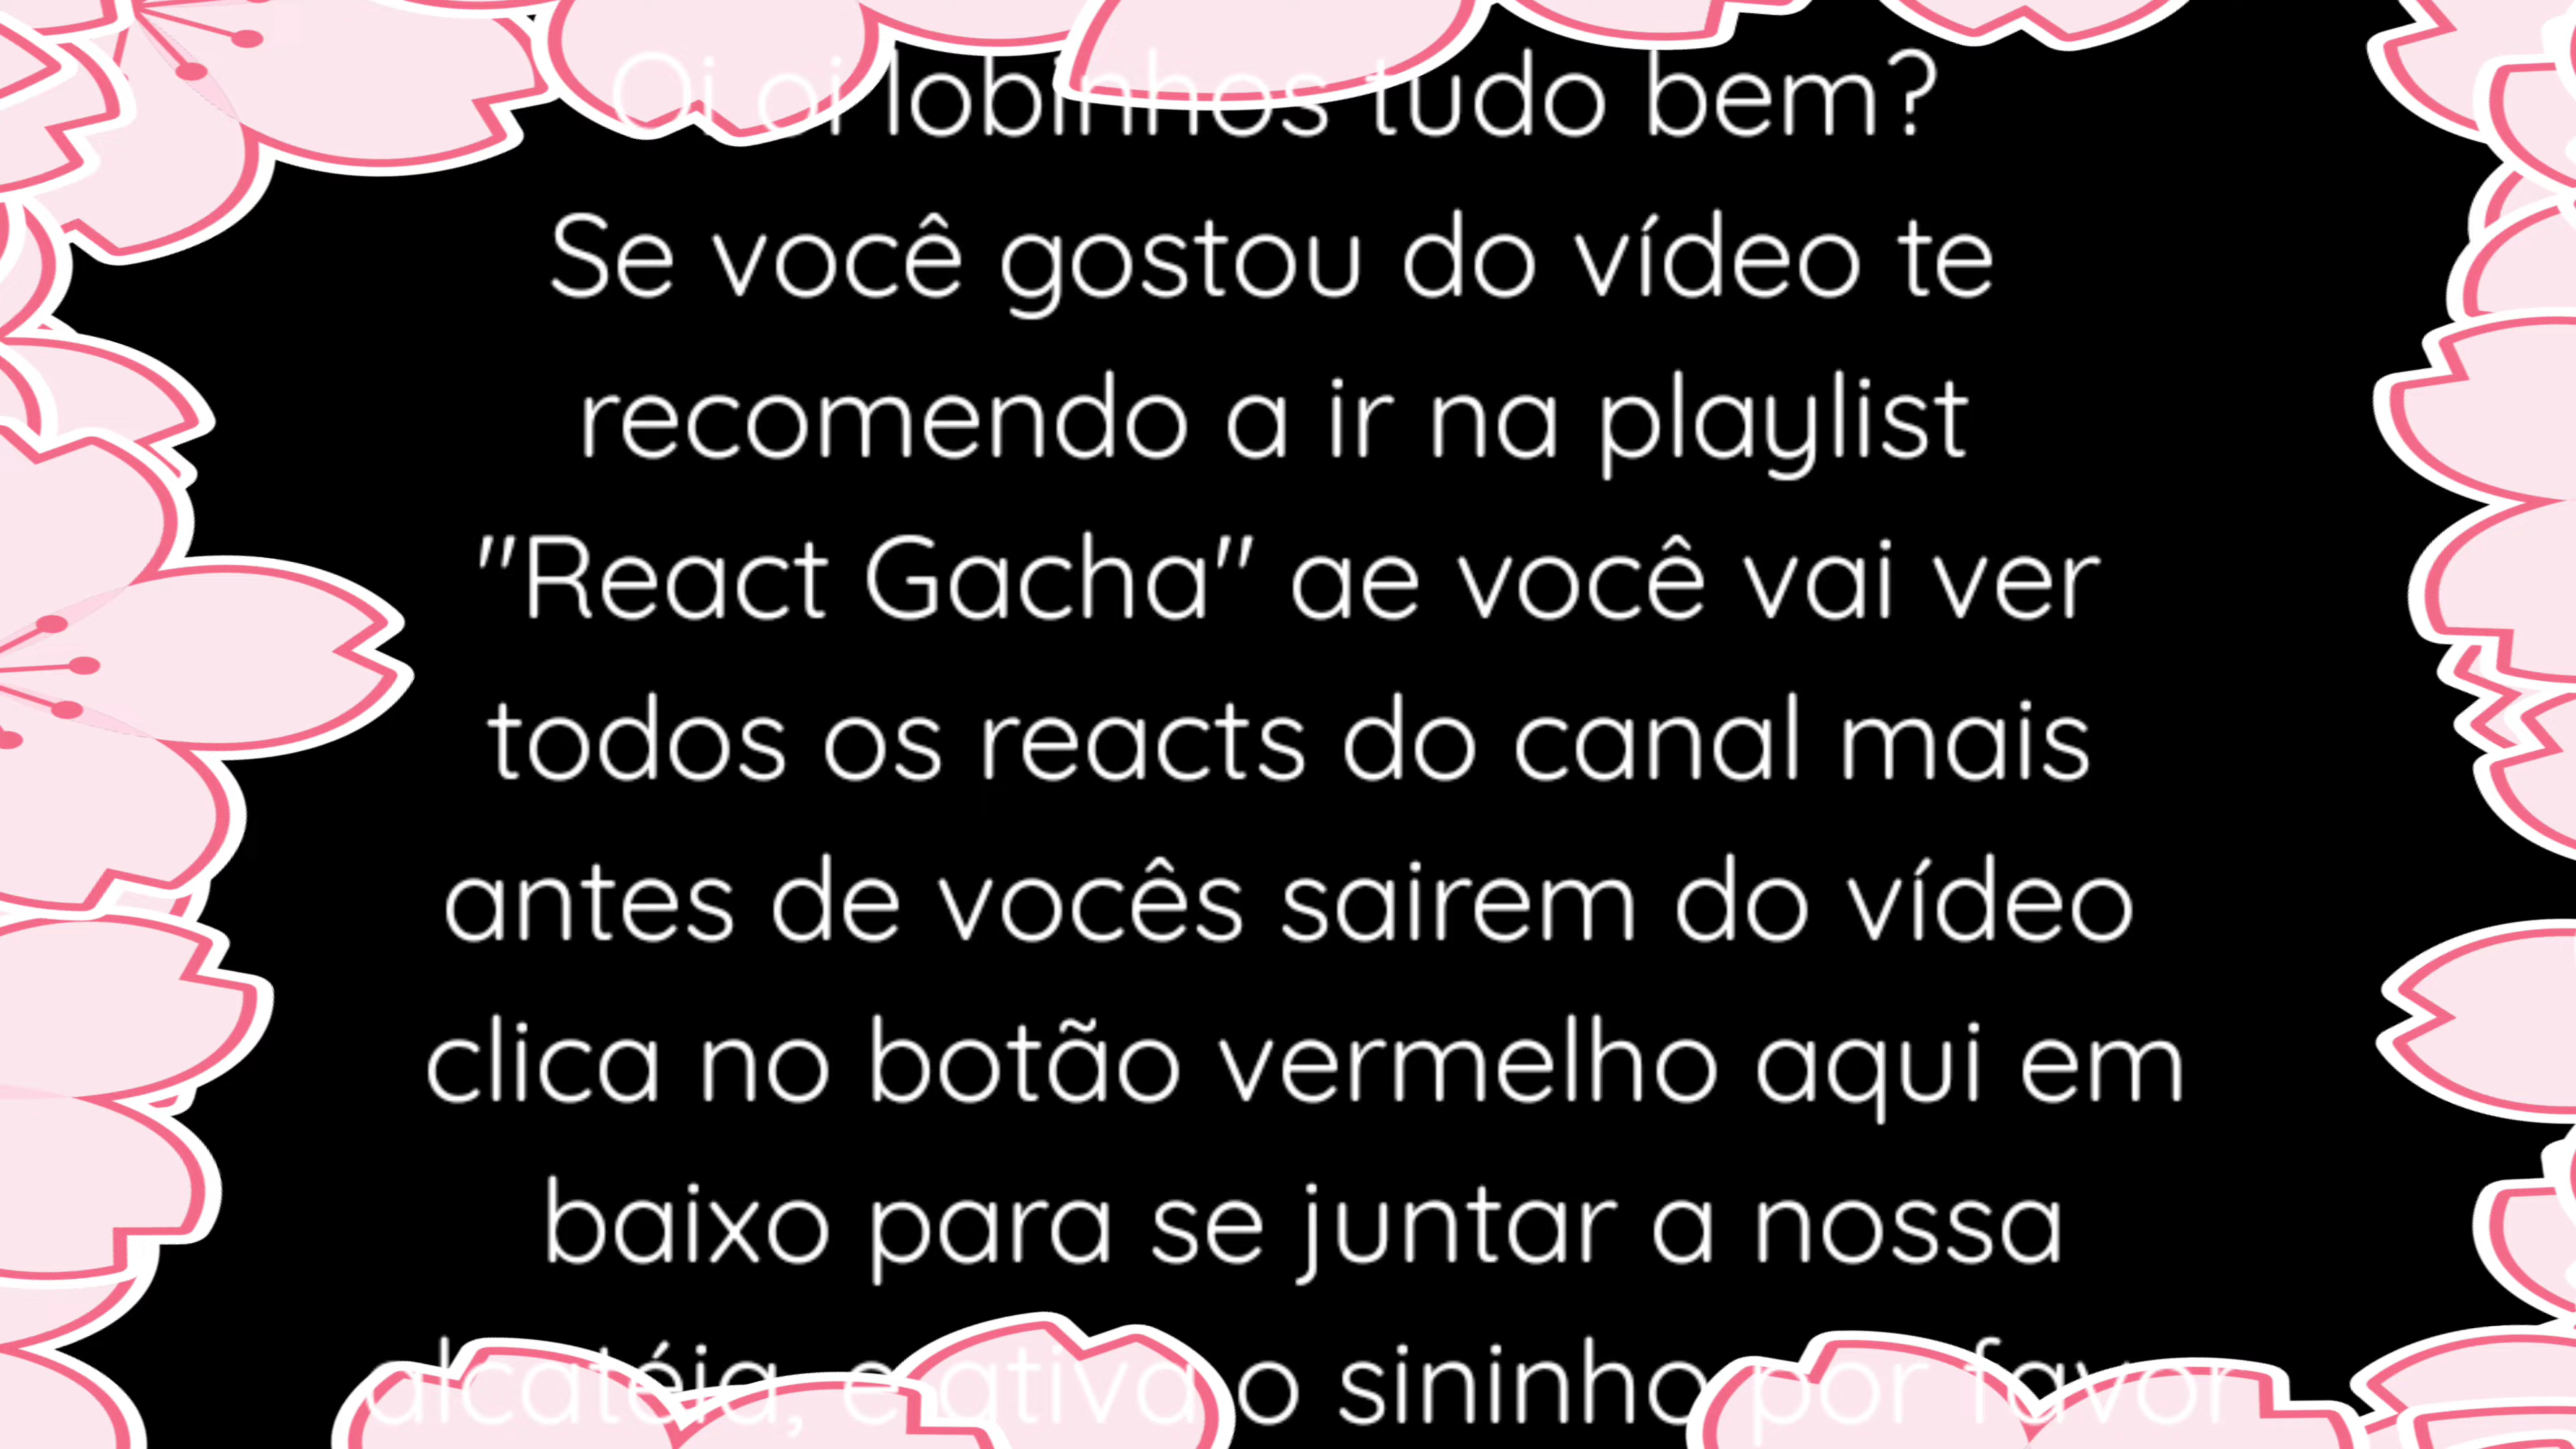 Oi oi lobinhos tudo bem?
Se você gostou do vídeo te
recomendo a ir na playlist
"React Gacha" ae você vai ver
todos os reacts do canal mais
antes de vocês sairem do vídeo
clica no botão vermelho aqui em
baixo para se juntar a nossa
alcatéia, e ativa o sininho por favor